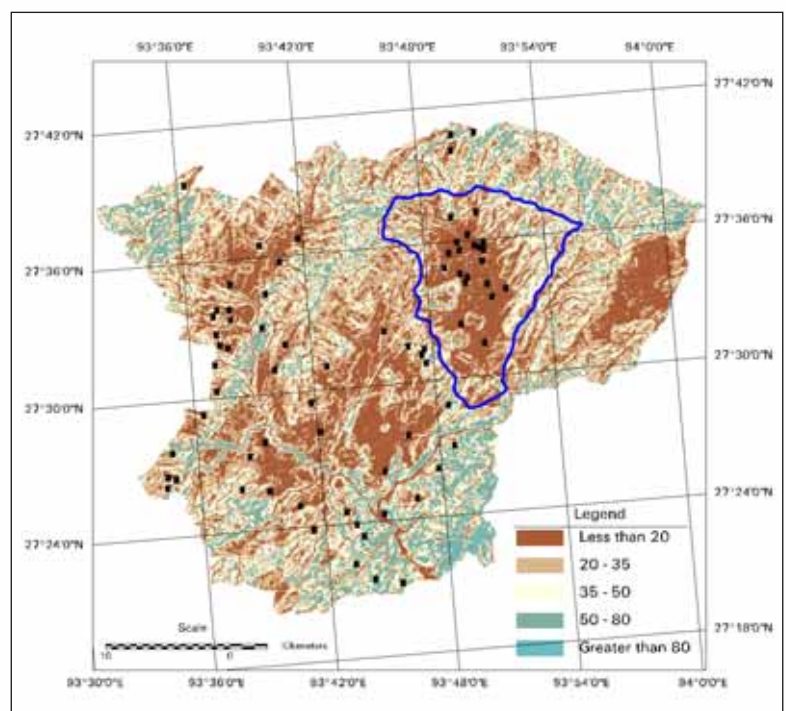 93°36'0"E 93°42'0"E 93°48'0"E 93°54'0"E 94°0'0"E
27°42'0"N
27°42'0"N
27°36'0"N
27°36'0"N
27°30'0"N
27°30'0"N
27°24'0"N
27°24'0"N
Legend
Less than 20
20 - 35
35 - 50
50 - 80
Greater than 80
27°18'0"N
Scale
10 0 Kilometers
93°30'0"E 93°36'0"E 93°42'0"E 93°48'0"E 93°54'0"E 94°0'0"E